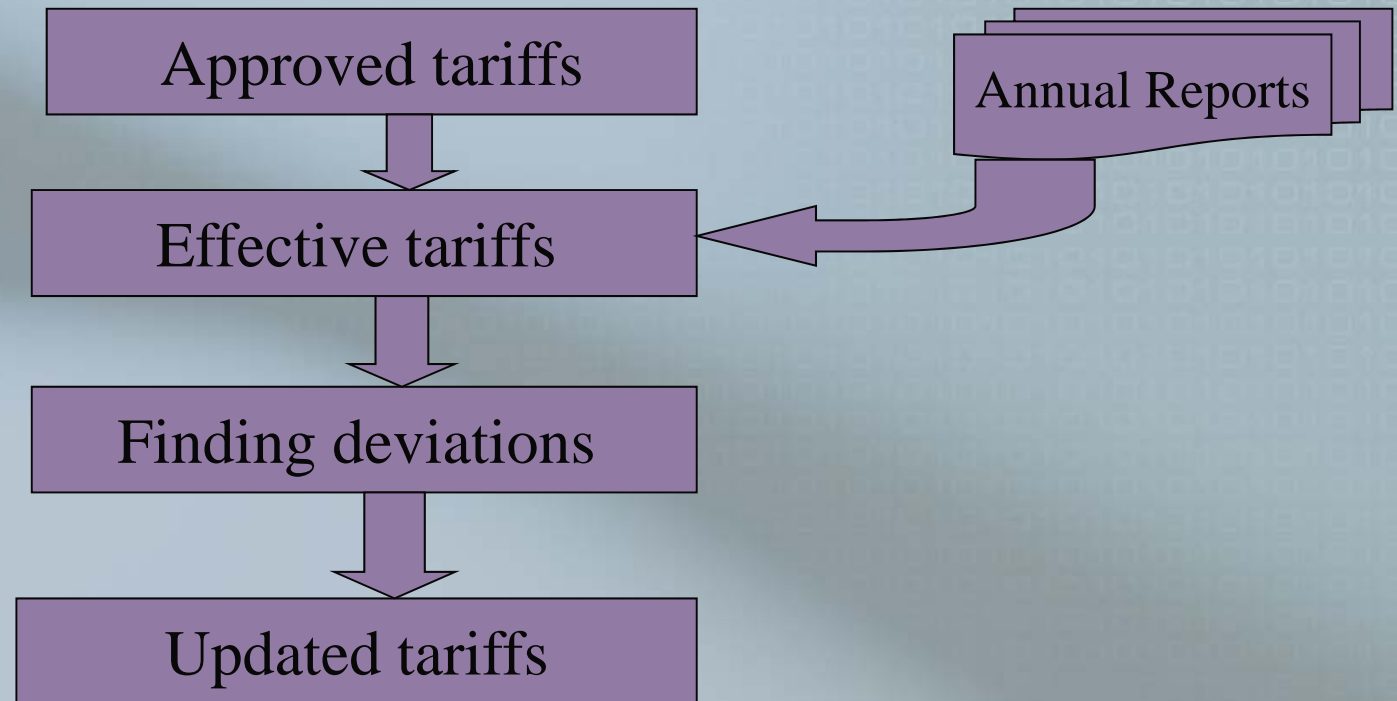 Approved tariffs
Annual Reports
Effective tariffs
Finding deviations
Updated tariffs